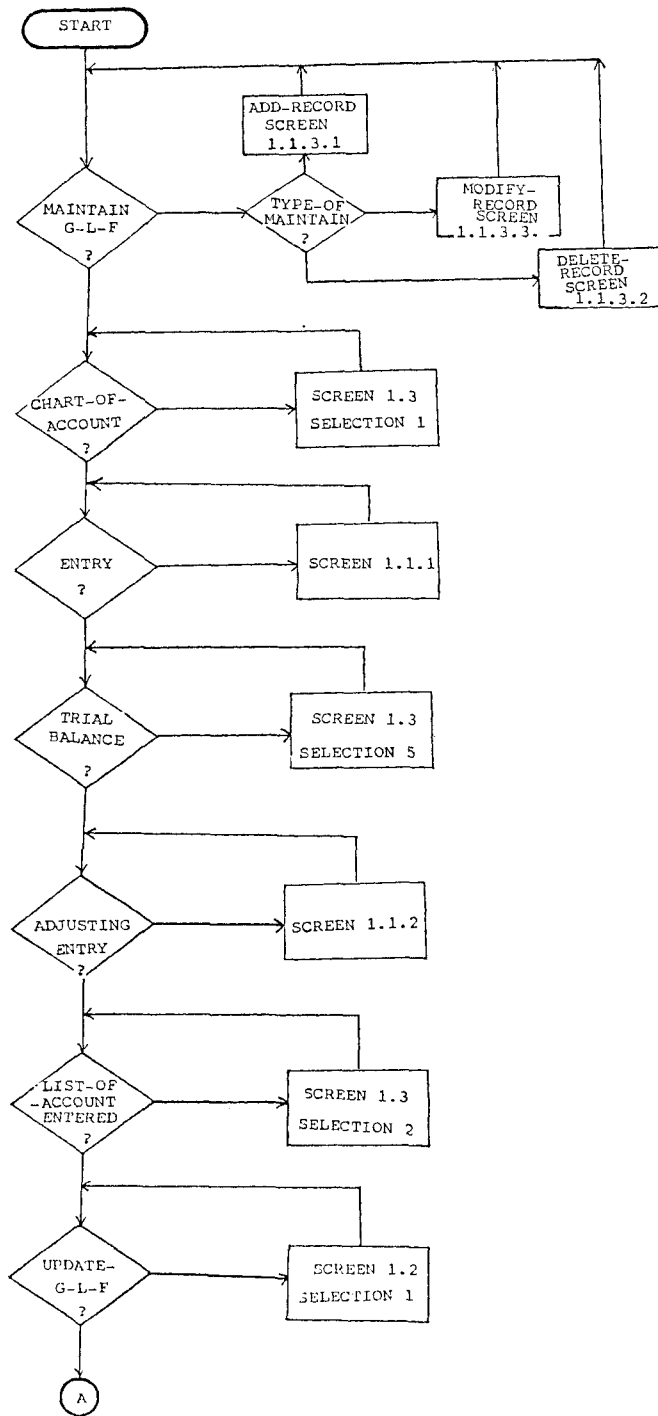 START
ADD-RECORD
SCREEN
1.1.3.1
MAINTAIN
G-L-F
?
TYPE-OF
MAINTAIN
?
MODIFY-
RECORD
SCREEN
1.1.3.3.
DELETE-
RECORD
SCREEN
1.1.3.2
CHART-OF-
ACCOUNT
?
SCREEN 1.3
SELECTION 1
ENTRY
?
SCREEN 1.1.1
TRIAL
BALANCE
?
SCREEN 1.3
SELECTION 5
ADJUSTING
ENTRY
?
SCREEN 1.1.2
LIST-OF
-ACCOUNT
ENTERED
?
SCREEN 1.3
SELECTION 2
UPDATE-
G-L-F
?
SCREEN 1.2
SELECTION 1
A